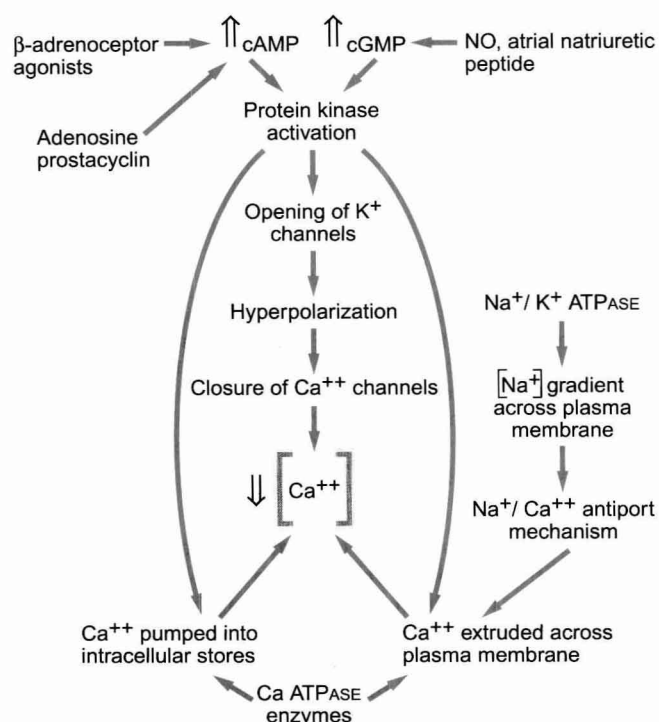 ⇑cAMP
⇑cGMP
β-adrenoceptor
agonists
NO, atrial natriuretic
peptide
Adenosine
prostacyclin
Protein kinase
activation
Opening of K⁺
channels
Hyperpolarization
Closure of Ca⁺⁺ channels
⇓[Ca⁺⁺]
Na⁺/ K⁺ ATPASE
[Na⁺] gradient
across plasma
membrane
Na⁺/ Ca⁺⁺ antiport
mechanism
Ca⁺⁺ pumped into
intracellular stores
Ca⁺⁺ extruded across
plasma membrane
Ca ATPASE
enzymes